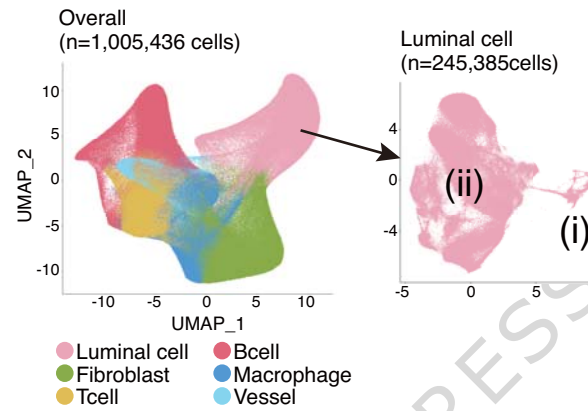 Overall
(n=1,005,436 cells)
Luminal cell
(n=245,385cells)
10
5
0
-5
-10
UMAP_2
-10 -5 0 5 10
UMAP_1
4
0
-4
-5 0 5
(ii)
(i)
Luminal cell Bcell
Fibroblast Macrophage
Tcell Vessel
PRESS